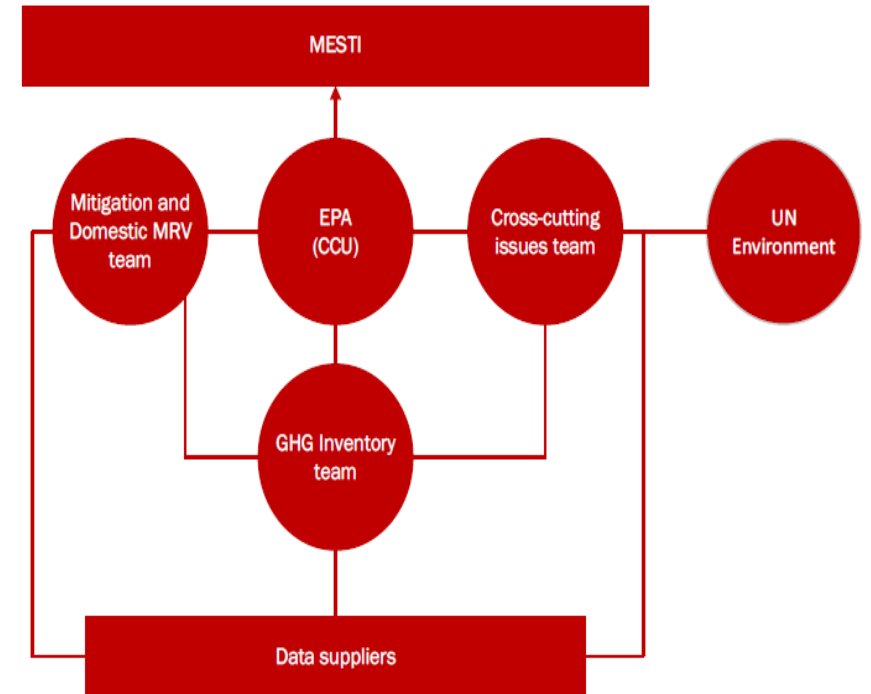 MESTI
Mitigation and
Domestic MRV
team
EPA
(CCU)
Cross-cutting
issues team
UN
Environment
GHG Inventory
team
Data suppliers